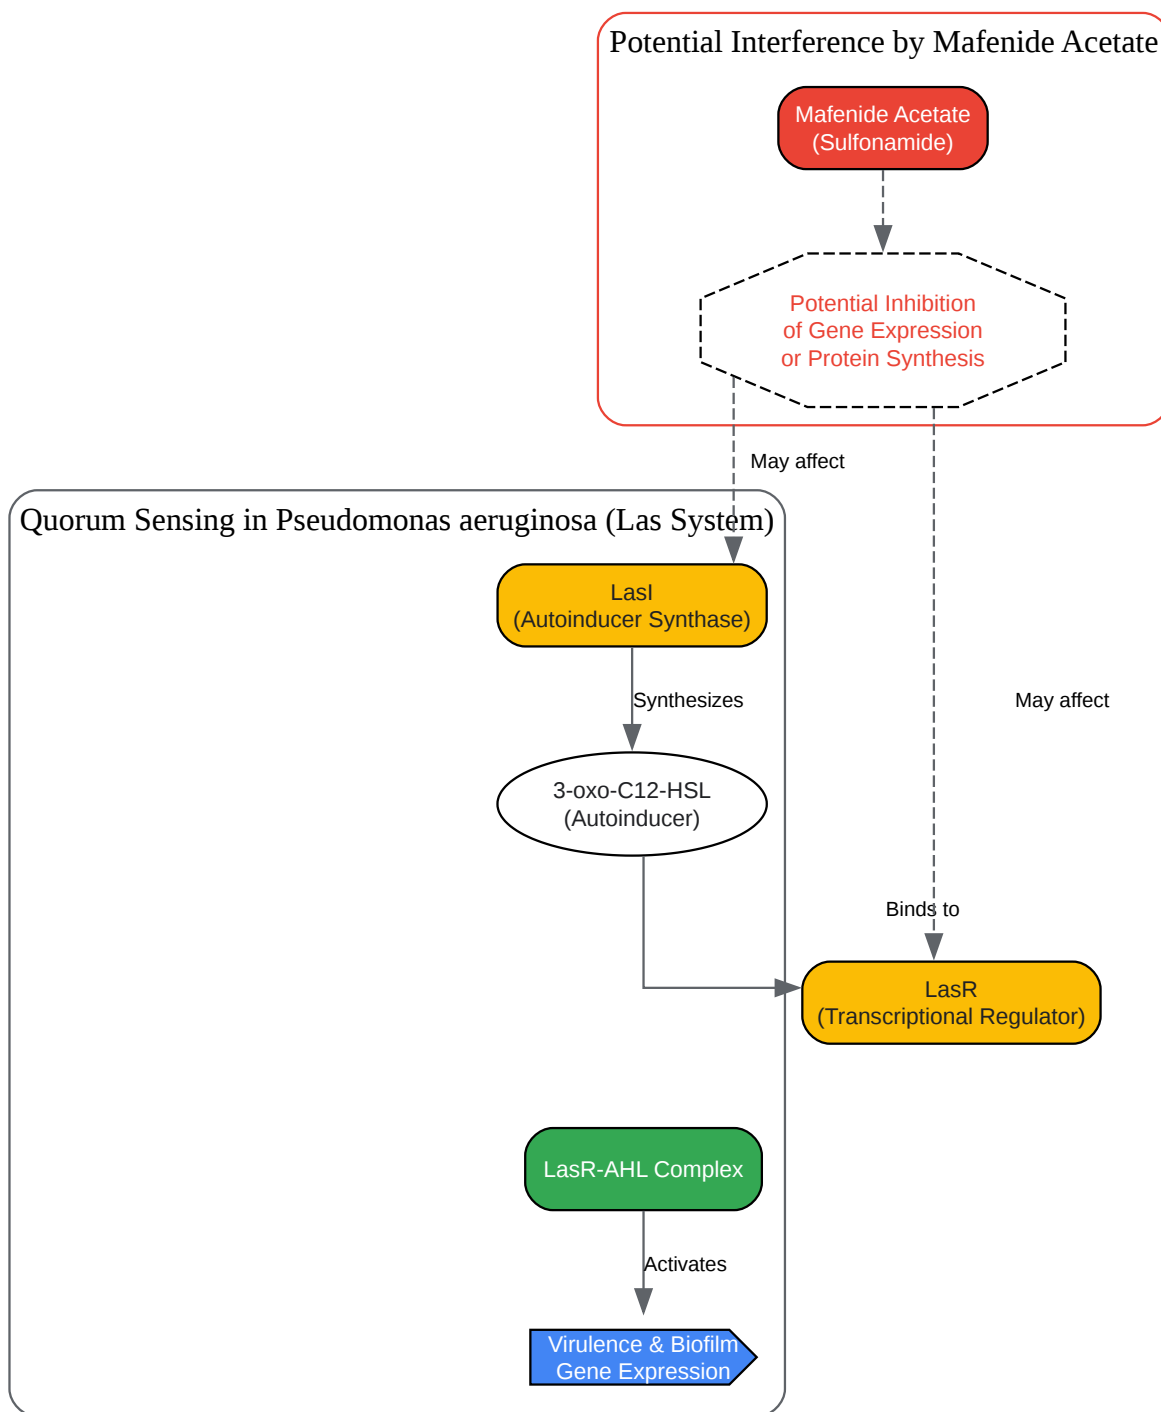 Potential Interference by Mafenide Acetate
Mafenide Acetate
(Sulfonamide)
Potential Inhibition
of Gene Expression
or Protein Synthesis
May affect
Quorum Sensing in Pseudomonas aeruginosa (Las System)
LasI
(Autoinducer Synthase)
Synthesizes
May affect
3-oxo-C12-HSL
(Autoinducer)
Binds to
LasR
(Transcriptional Regulator)
LasR-AHL Complex
Activates
Virulence & Biofilm
Gene Expression